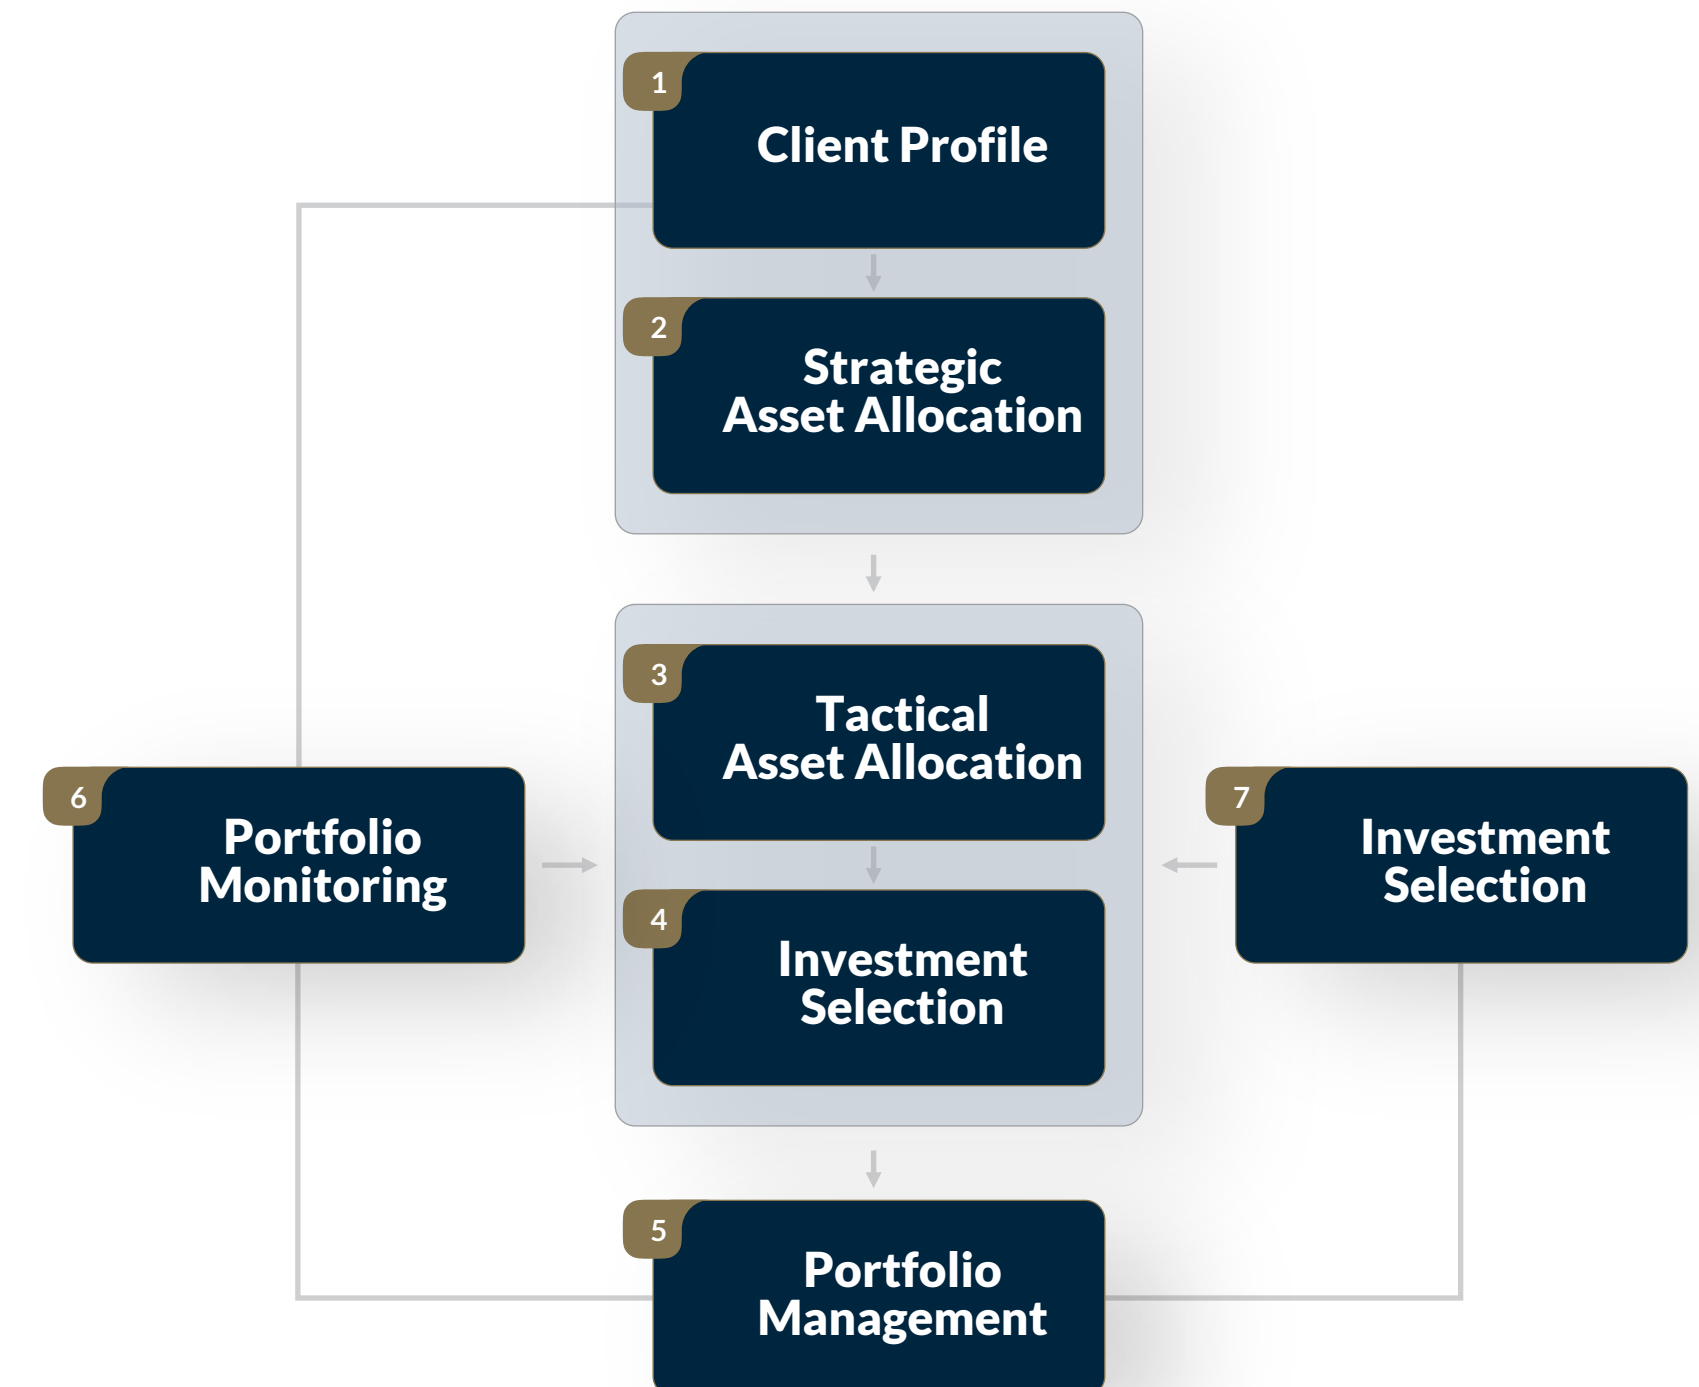 1
Client Profile
2
Strategic
Asset Allocation
3
Tactical
Asset Allocation
4
Investment
Selection
5
Portfolio
Management
6
Portfolio
Monitoring
7
Investment
Selection